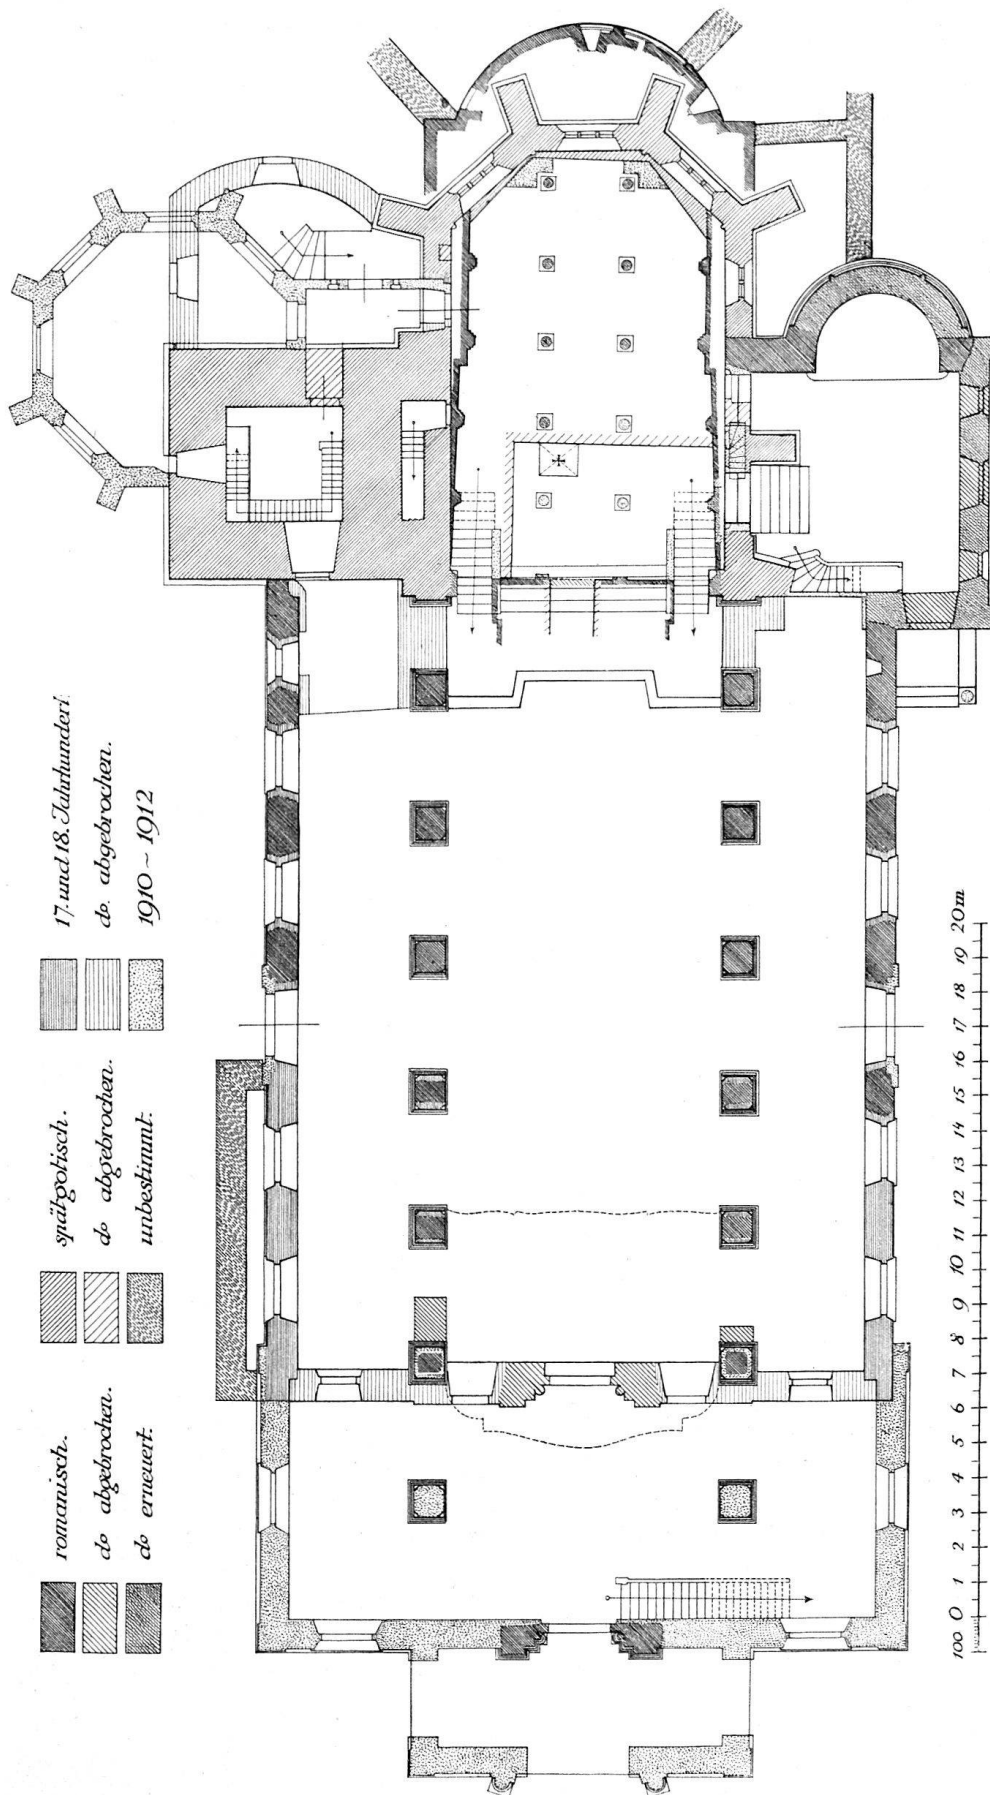 romanisch.
do abgebrochen.
do erneuert.
spätgotisch.
do abgebrochen.
unbestimmt.
17. und 18. Jahrhundert.
do. abgebrochen.
1910 ~ 1912
100 0 1 2 3 4 5 6 7 8 9 10 11 12 13 14 15 16 17 18 19 20 m